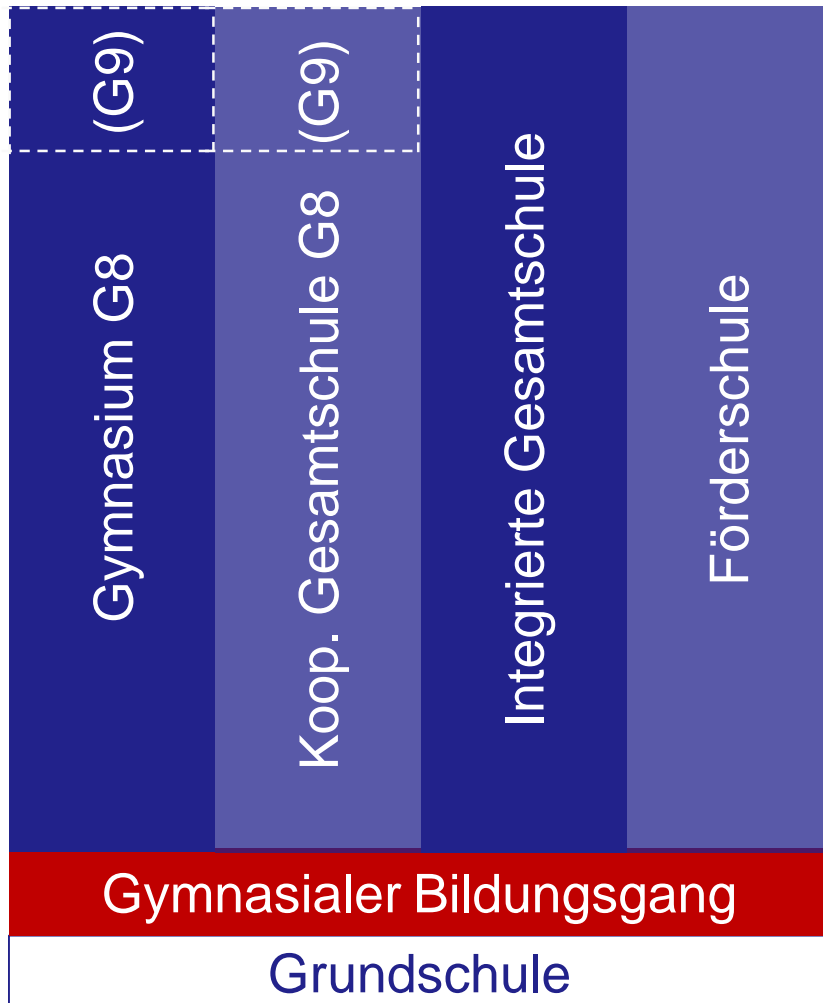 (G9)
Gymnasium G8
(G9)
Koop. Gesamtschule G8
Integrierte Gesamtschule
Förderschule
Gymnasialer Bildungsgang
Grundschule